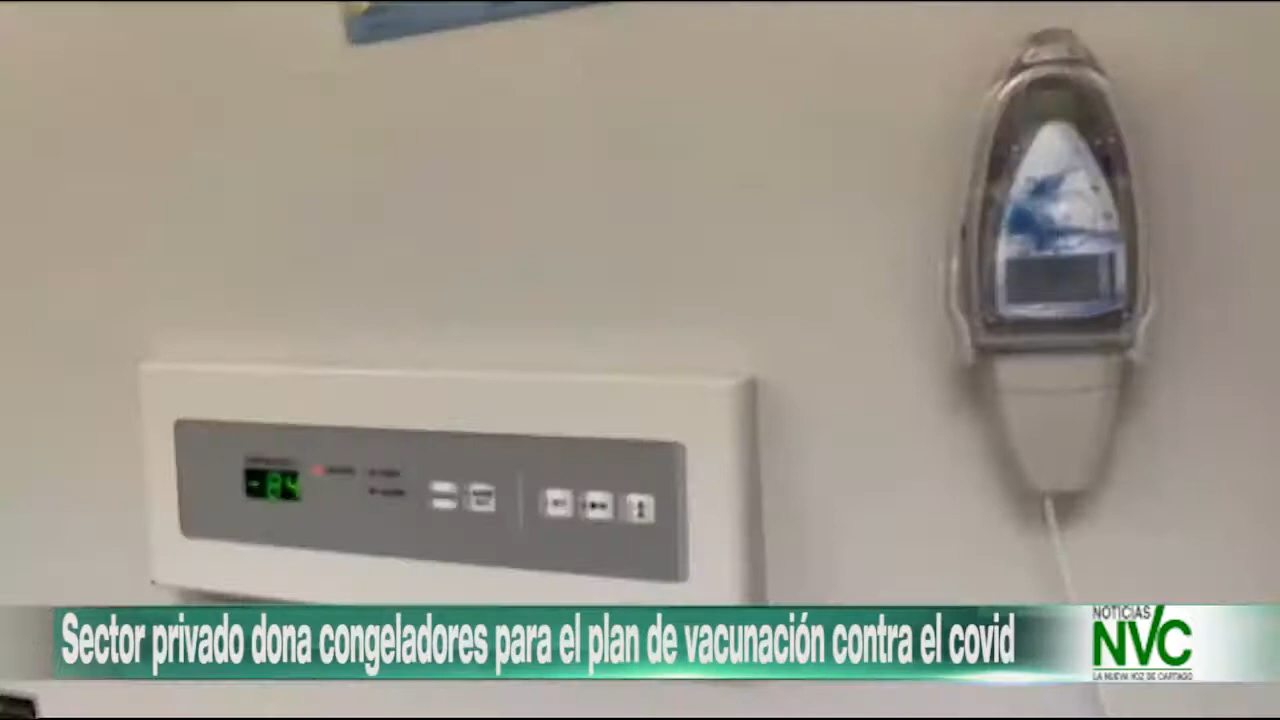 -84
Sector privado dona congeladores para el plan de vacunación contra el covid
NOTICIAS
NVC
LA NUEVA VOZ DE CARTAGO